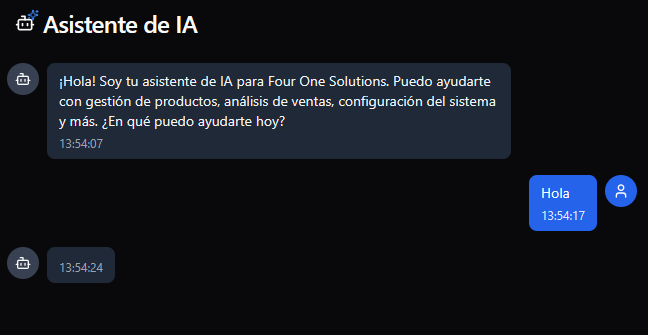 Asistente de IA
¡Hola! Soy tu asistente de IA para Four One Solutions. Puedo ayudarte
con gestión de productos, análisis de ventas, configuración del sistema
y más. ¿En qué puedo ayudarte hoy?
13:54:07
Hola
13:54:17
13:54:24